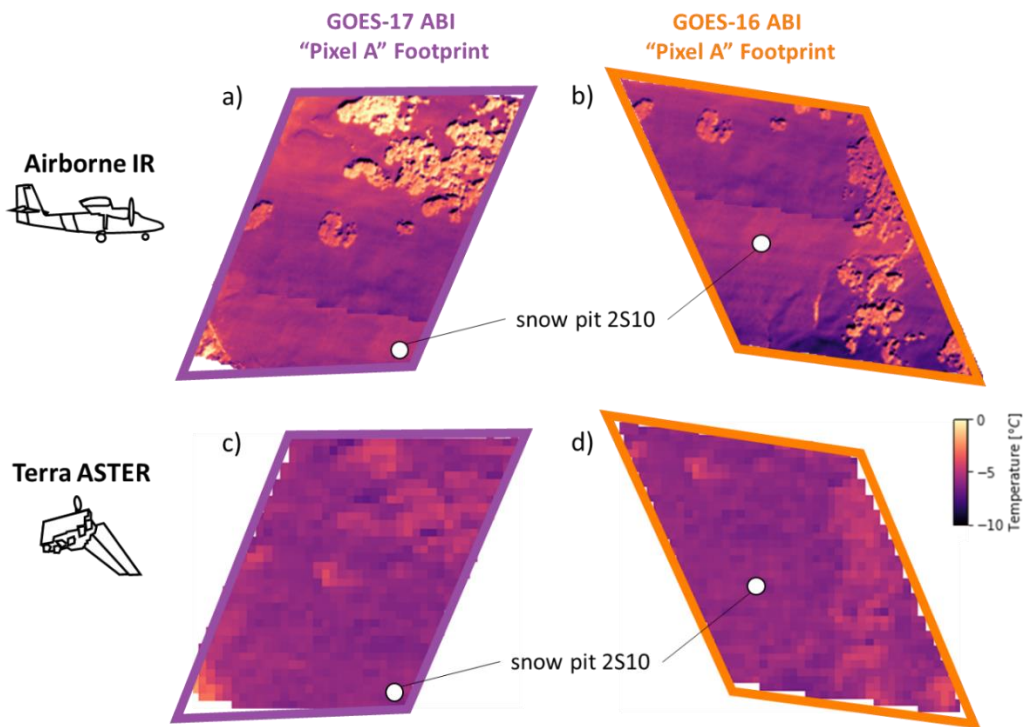 GOES-17 ABI
“Pixel A” Footprint
GOES-16 ABI
“Pixel A” Footprint
a)
b)
Airborne IR
snow pit 2S10
c)
d)
Terra ASTER
0
−5
−10
Temperature [°C]
snow pit 2S10